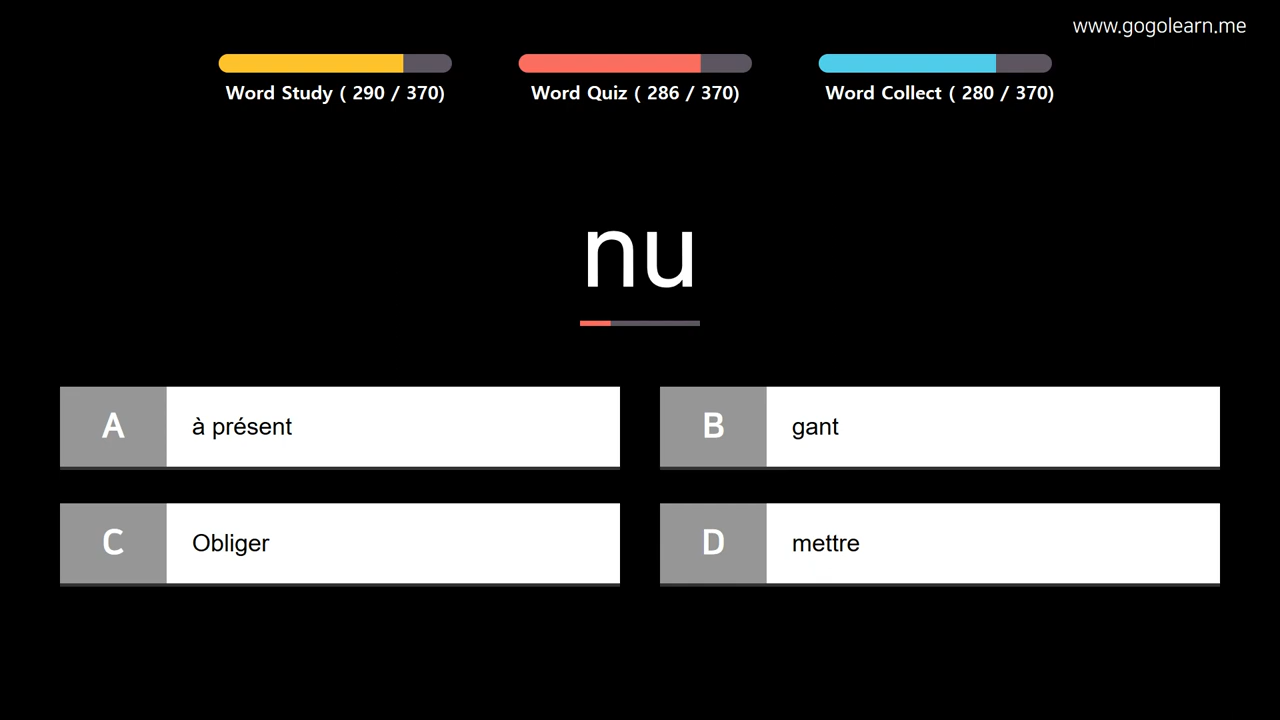 www.gogolearn.me
Word Study ( 290 / 370)
Word Quiz ( 286 / 370)
Word Collect ( 280 / 370)
nu
A à présent
B gant
C Obliger
D mettre